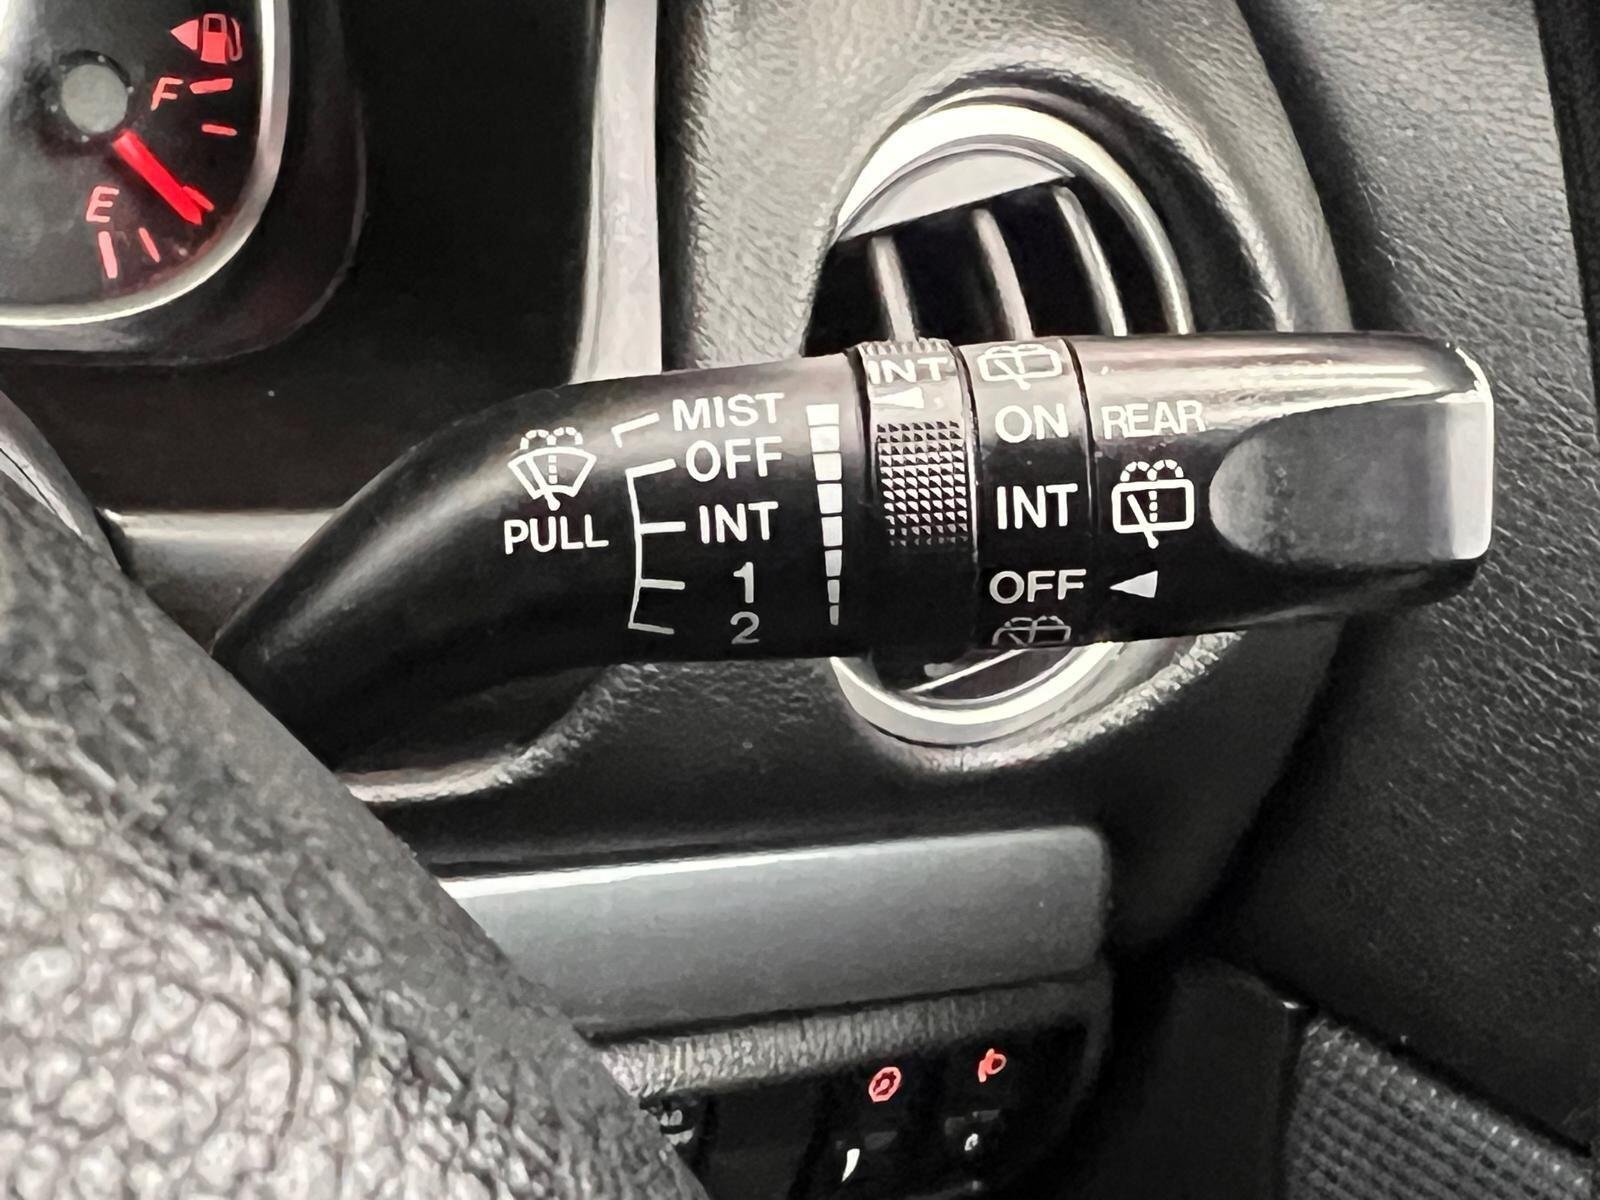 F
E
PULL
MIST
OFF
INT
1
2
INT
ON
INT
OFF
REAR